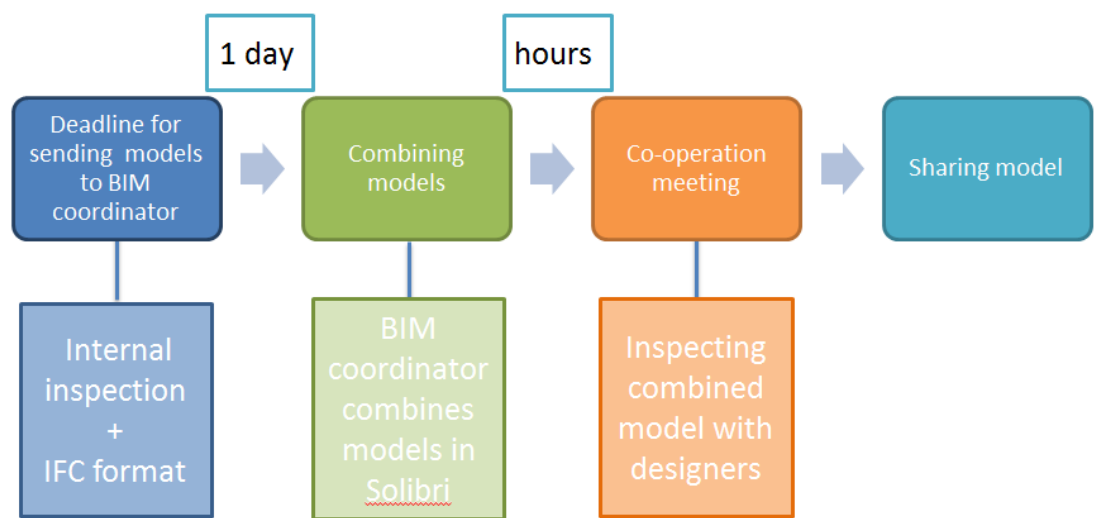 1 day
hours
Deadline for
sending models
to BIM
coordinator
Combining
models
Co-operation
meeting
Sharing model
Internal
inspection
+
IFC format
BIM
coordinator
combines
models in
Solibri
Inspecting
combined
model with
designers